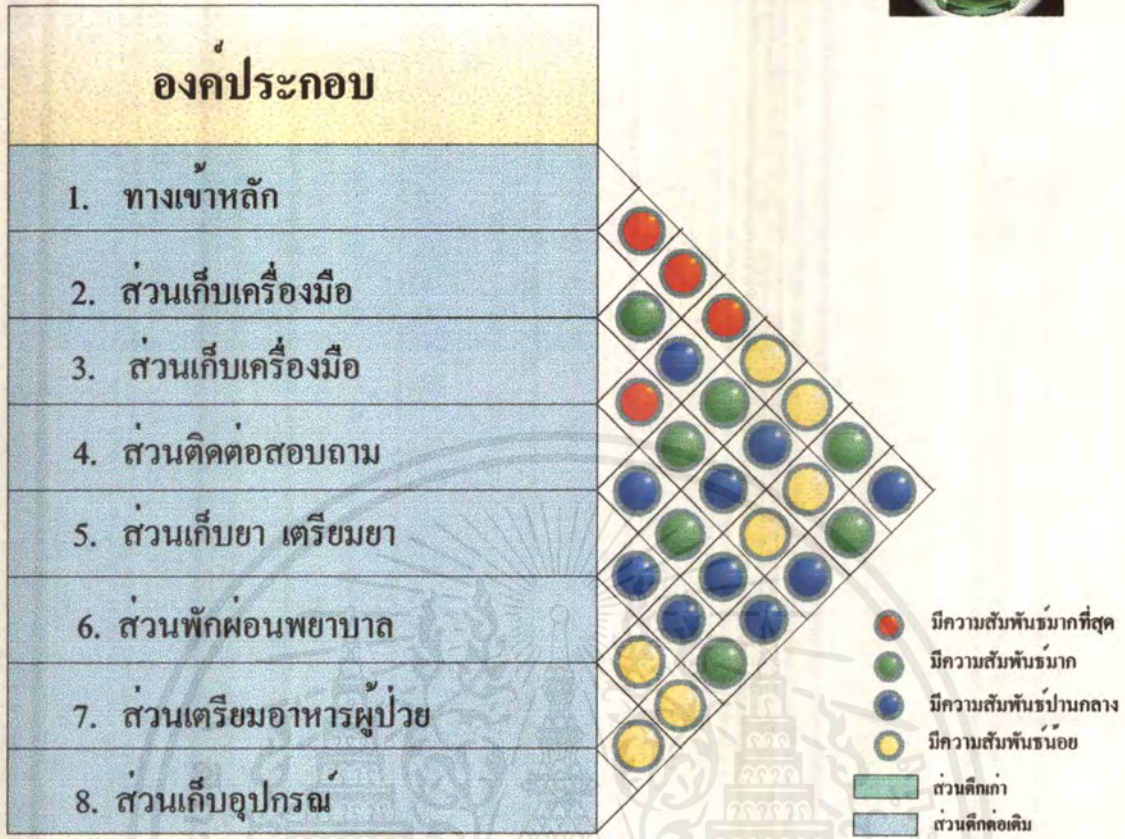 องค์ประกอบ
1. ทางเข้าหลัก
2. ส่วนเก็บเครื่องมือ
3. ส่วนเก็บเครื่องมือ
4. ส่วนติดต่อสอบถาม
5. ส่วนเก็บยา เตรียมยา
6. ส่วนพักผ่อนพยาบาล
7. ส่วนเตรียมอาหารผู้ป่วย
8. ส่วนเก็บอุปกรณ์
มีความสัมพันธ์มากที่สุด
มีความสัมพันธ์มาก
มีความสัมพันธ์ปานกลาง
มีความสัมพันธ์น้อย
ส่วนตึกเก่า
ส่วนตึกต่อเติม